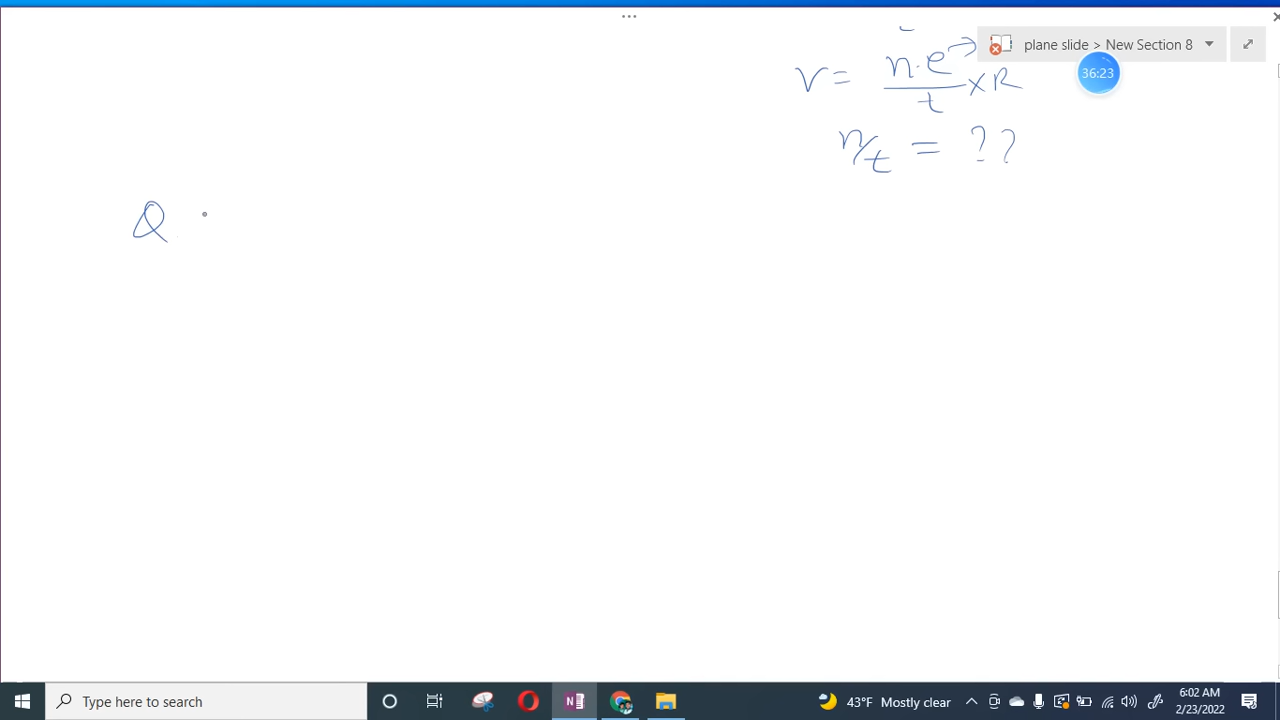 ...
plane slide > New Section 8
36:23
V = n·e/t × R
n/t = ??
Q
Type here to search
43°F Mostly clear
6:02 AM
2/23/2022